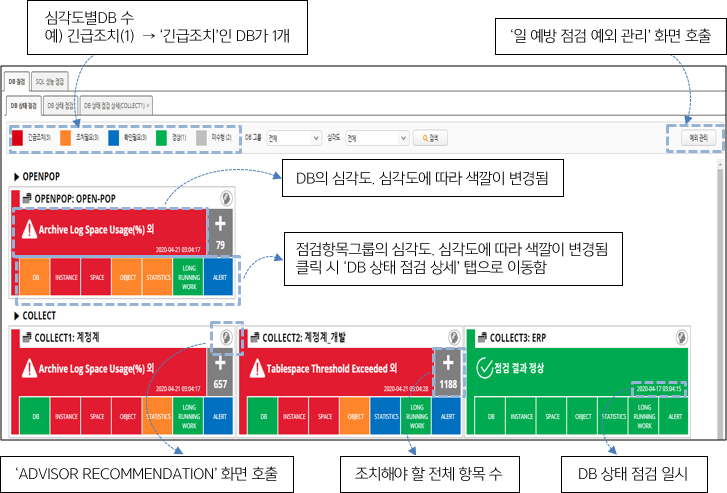 심각도별DB 수
예) 긴급조치(1) → ‘긴급조치’인 DB가 1개
‘일 예방 점검 예외 관리’ 화면 호출
DB 점검
SQL 성능 점검
DB 상태 점검
DB 상태 점검
DB 상태 점검 상세(COLLECT1) ×
긴급조치(3)
조치필요(3)
확인필요(3)
정상(1)
미수행(2)
DB 그룹
전체
심각도
전체
검색
예외 관리
OPENPOP
DB의 심각도. 심각도에 따라 색깔이 변경됨
OPENPOP: OPEN-POP
Archive Log Space Usage(%) 외
2020-04-21 03:04:17
+
79
점검항목그룹의 심각도. 심각도에 따라 색깔이 변경됨
클릭 시 ‘DB 상태 점검 상세’ 탭으로 이동함
DB
INSTANCE
SPACE
OBJECT
STATISTICS
LONG RUNNING WORK
ALERT
COLLECT
COLLECT1: 계정계
Archive Log Space Usage(%) 외
2020-04-21 03:04:17
+
657
DB
INSTANCE
SPACE
OBJECT
STATISTICS
LONG RUNNING WORK
ALERT
COLLECT2: 계정계_개발
Tablespace Threshold Exceeded 외
2020-04-21 03:04:28
+
1188
DB
INSTANCE
SPACE
OBJECT
STATISTICS
LONG RUNNING WORK
ALERT
COLLECT3: ERP
점검 결과 정상
2020-04-17 03:04:15
DB
INSTANCE
SPACE
OBJECT
STATISTICS
LONG RUNNING WORK
ALERT
‘ADVISOR RECOMMENDATION’ 화면 호출
조치해야 할 전체 항목 수
DB 상태 점검 일시